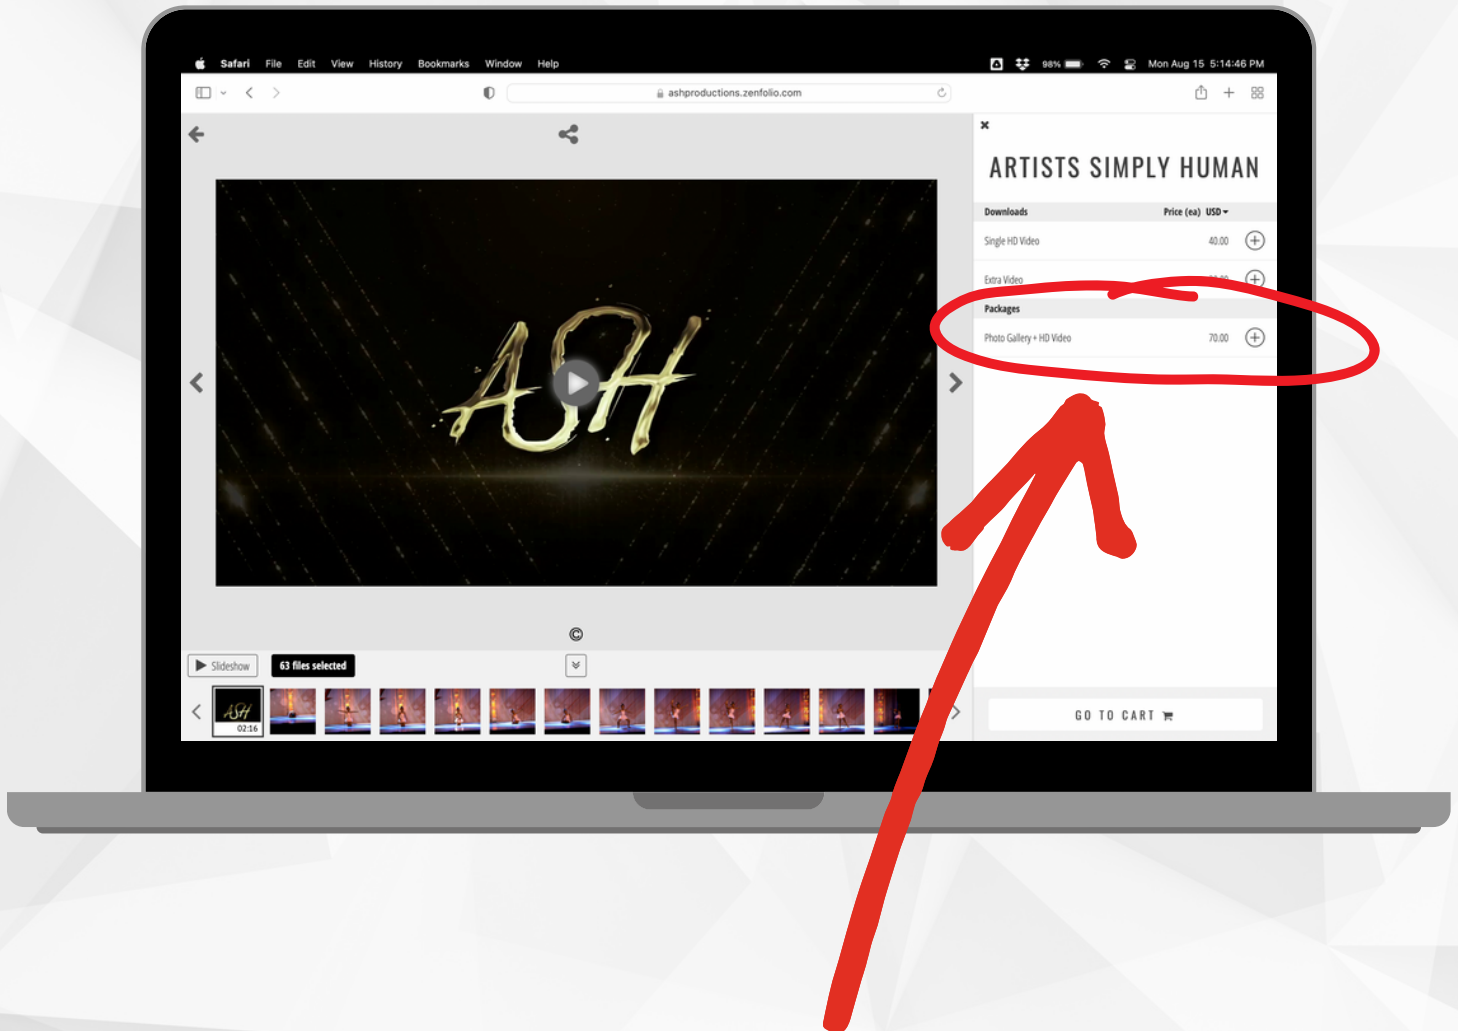 Safari File Edit View History Bookmarks Window Help
98% Mon Aug 15 5:14:46 PM
ashproductions.zenfolio.com
ARTISTS SIMPLY HUMAN
Downloads Price (ea) USD
Single HD Video 40.00
Extra Video
Packages
Photo Gallery + HD Video 70.00
ASH
©
Slideshow 63 files selected
ASH
02:16
GO TO CART